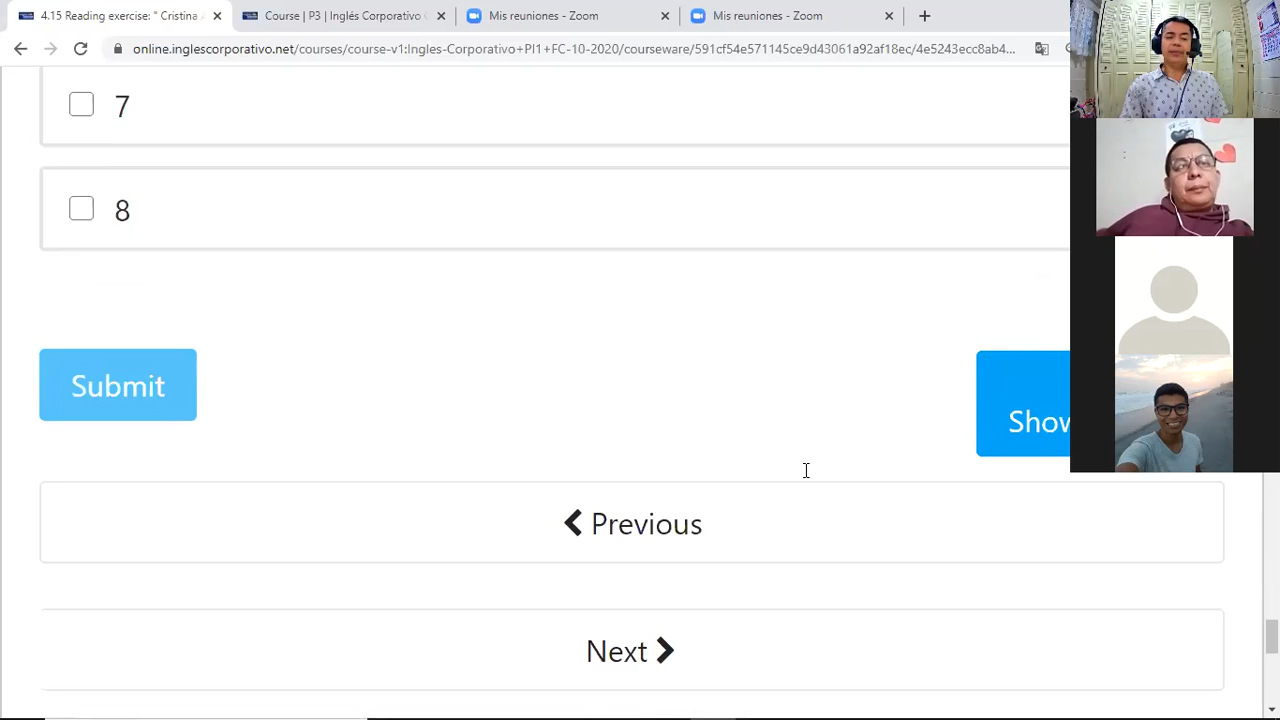 4.15 Reading exercise: " Cristina A
Course | P3 | Inglés Corporativo
Mis reuniones - Zoom
Mis reuniones - Zoom
online.inglescorporativo.net/courses/course-v1:Ingles-Corporativo+PII+FC-10-2020/courseware/591cf54e571145ce9d43061a92af18ec/4e5243ecc8ab4...
7
8
Submit
Show
Previous
Next